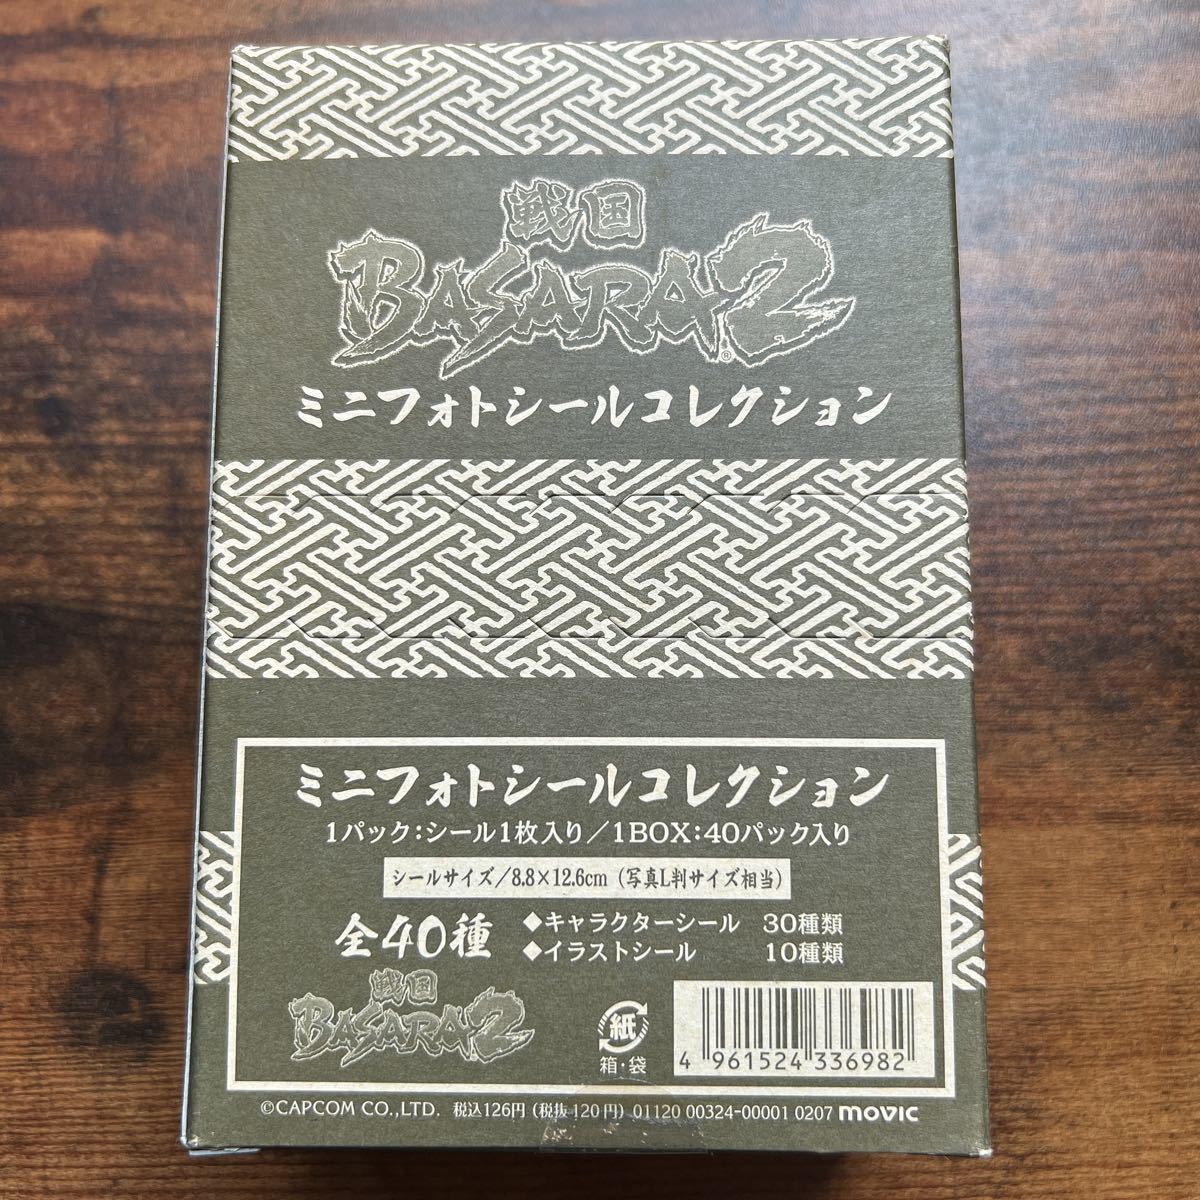 戦国
BASARA2®
ミニフォトシールコレクション
ミニフォトシールコレクション
1パック:シール1枚入り/1BOX:40パック入り
シールサイズ/8.8×12.6cm (写真L判サイズ相当)
全40種
◆キャラクターシール 30種類
◆イラストシール 10種類
戦国
BASARA2
紙
箱・袋
4 961524 336982
©CAPCOM CO.,LTD. 税込126円 (税抜120円) 01120 00324-00001 0207 movic